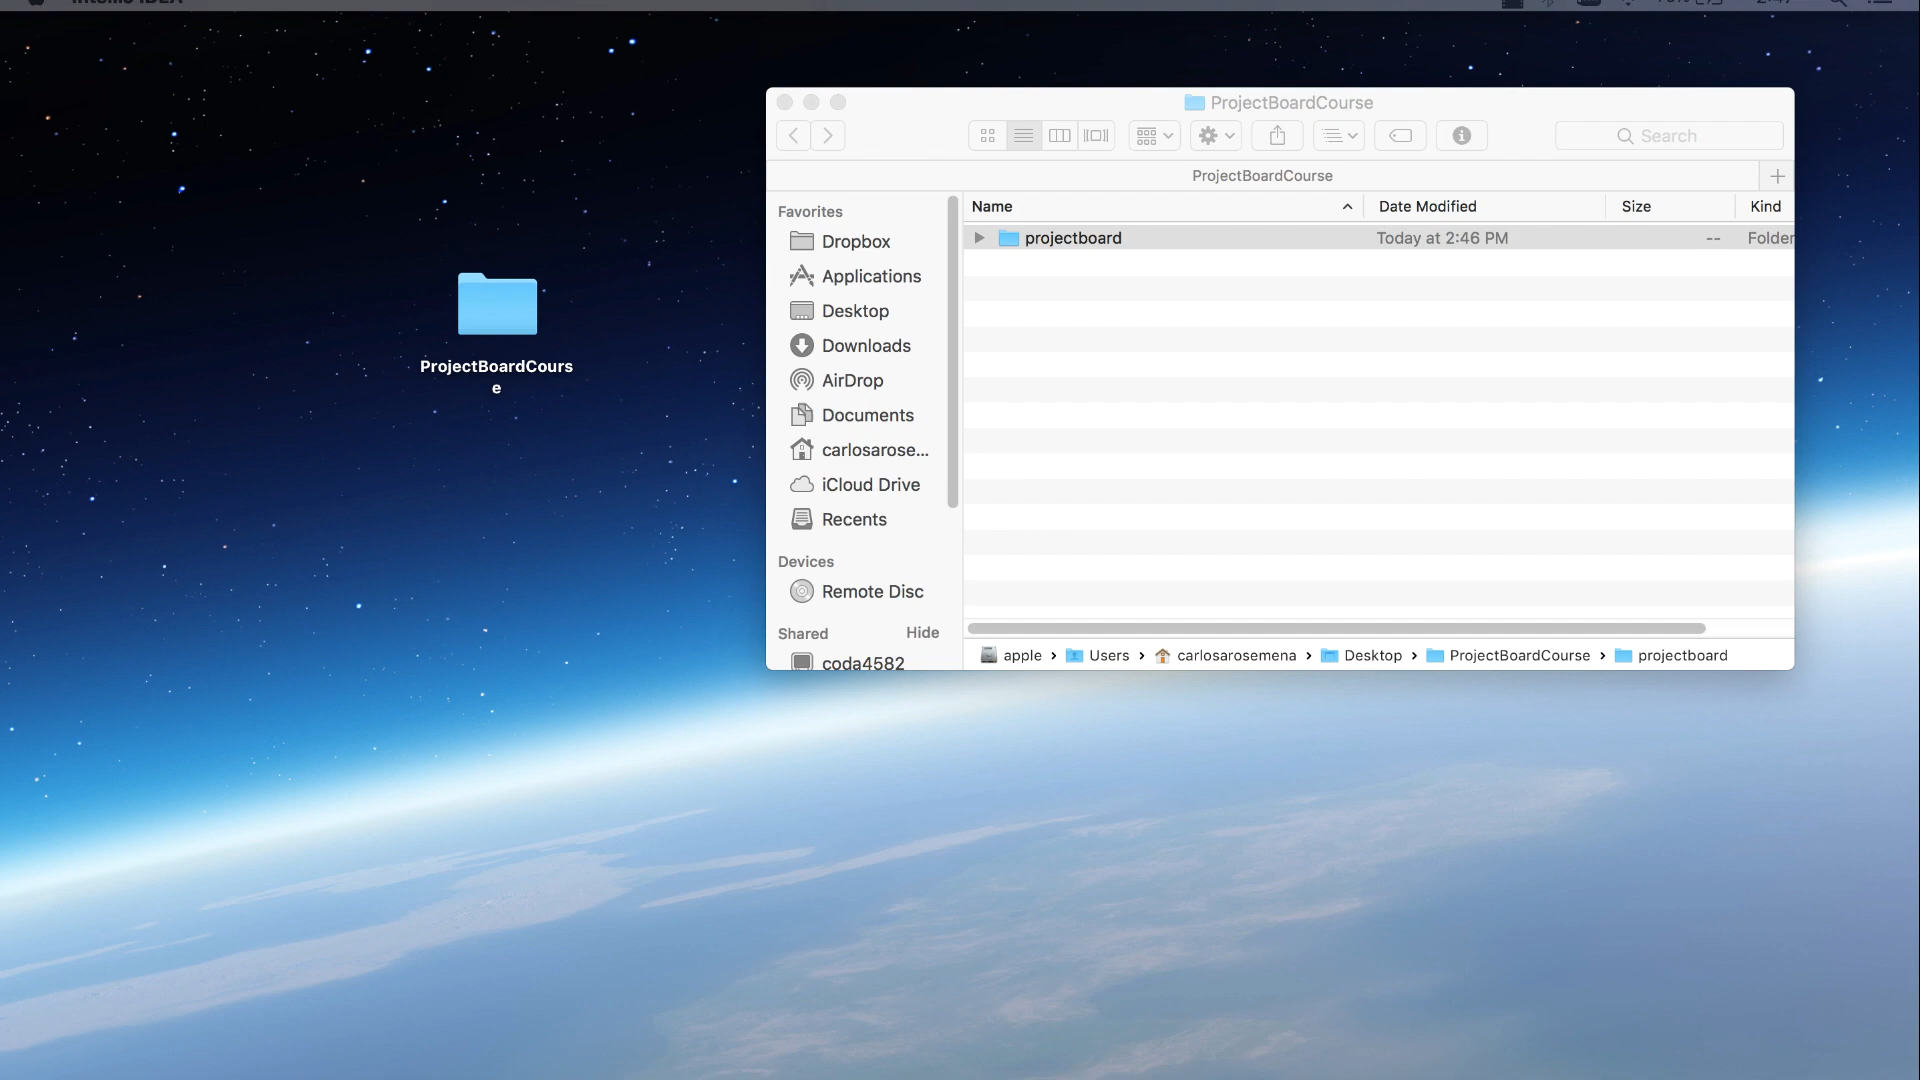 IntelliJ IDEA
ProjectBoardCours
e
ProjectBoardCourse
Search
ProjectBoardCourse
Favorites
Dropbox
Applications
Desktop
Downloads
AirDrop
Documents
carlosarose...
iCloud Drive
Recents
Devices
Remote Disc
Shared Hide
coda4582
Name Date Modified Size Kind
projectboard Today at 2:46 PM -- Folder
apple › Users › carlosarosemena › Desktop › ProjectBoardCourse › projectboard